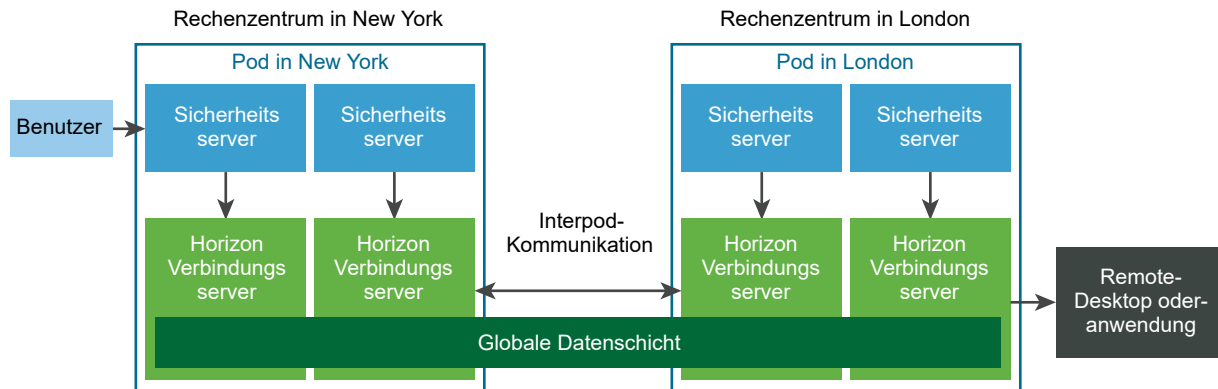 Rechenzentrum in New York
Rechenzentrum in London
Pod in New York
Pod in London
Benutzer
Sicherheits
server
Sicherheits
server
Sicherheits
server
Sicherheits
server
Interpod-
Kommunikation
Horizon
Verbindungs
server
Horizon
Verbindungs
server
Horizon
Verbindungs
server
Horizon
Verbindungs
server
Remote-
Desktop oder-
anwendung
Globale Datenschicht